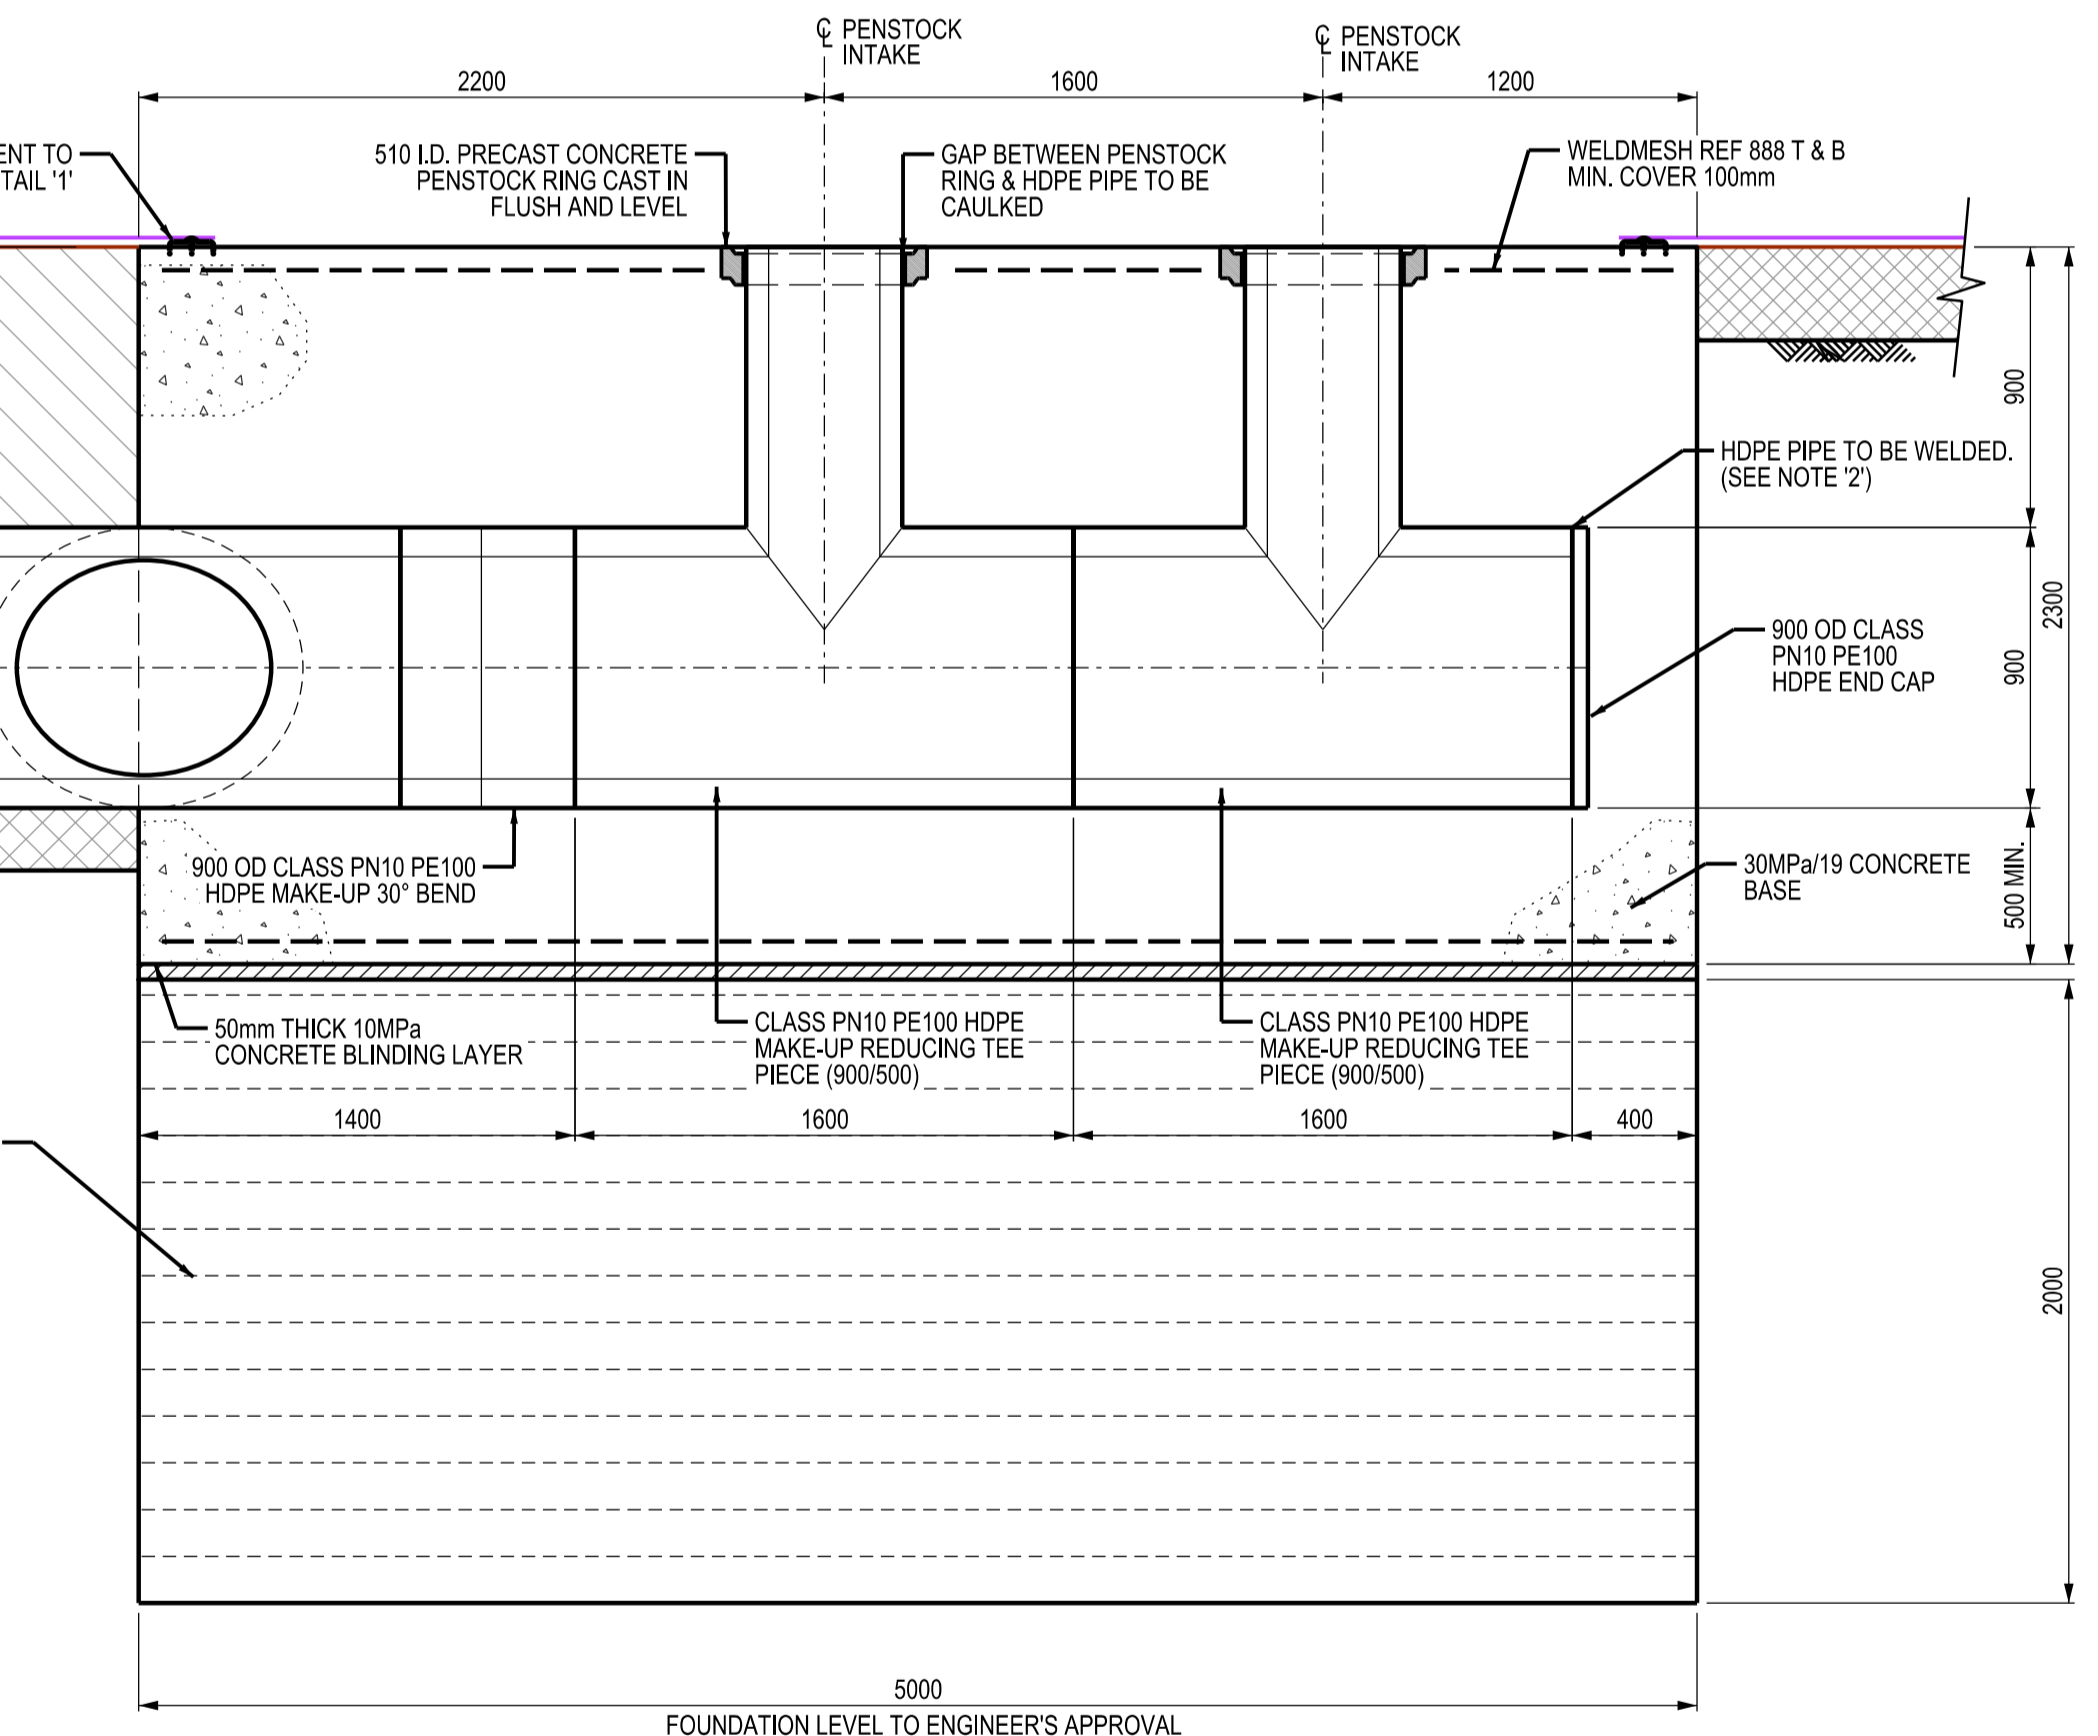 ℄ PENSTOCK
INTAKE
℄ PENSTOCK
INTAKE
2200
1600
1200
ENT TO
TAIL '1'
510 I.D. PRECAST CONCRETE
PENSTOCK RING CAST IN
FLUSH AND LEVEL
GAP BETWEEN PENSTOCK
RING & HDPE PIPE TO BE
CAULKED
WELDMESH REF 888 T & B
MIN. COVER 100mm
900
HDPE PIPE TO BE WELDED.
(SEE NOTE '2')
2300
900 OD CLASS
PN10 PE100
HDPE END CAP
900
900 OD CLASS PN10 PE100
HDPE MAKE-UP 30° BEND
30MPa/19 CONCRETE
BASE
500 MIN.
50mm THICK 10MPa
CONCRETE BLINDING LAYER
CLASS PN10 PE100 HDPE
MAKE-UP REDUCING TEE
PIECE (900/500)
CLASS PN10 PE100 HDPE
MAKE-UP REDUCING TEE
PIECE (900/500)
1400
1600
1600
400
2000
5000
FOUNDATION LEVEL TO ENGINEER'S APPROVAL